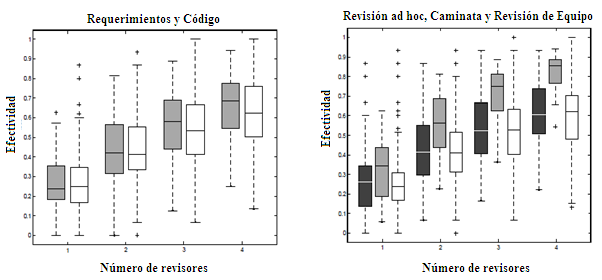 Requerimientos y Código
Efectividad
1
0.9
0.8
0.7
0.6
0.5
0.4
0.3
0.2
0.1
0
1 2 3 4
Número de revisores
Revisión ad hoc, Caminata y Revisión de Equipo
Efectividad
1
0.9
0.8
0.7
0.6
0.5
0.4
0.3
0.2
0.1
0
1 2 3 4
Número de revisores